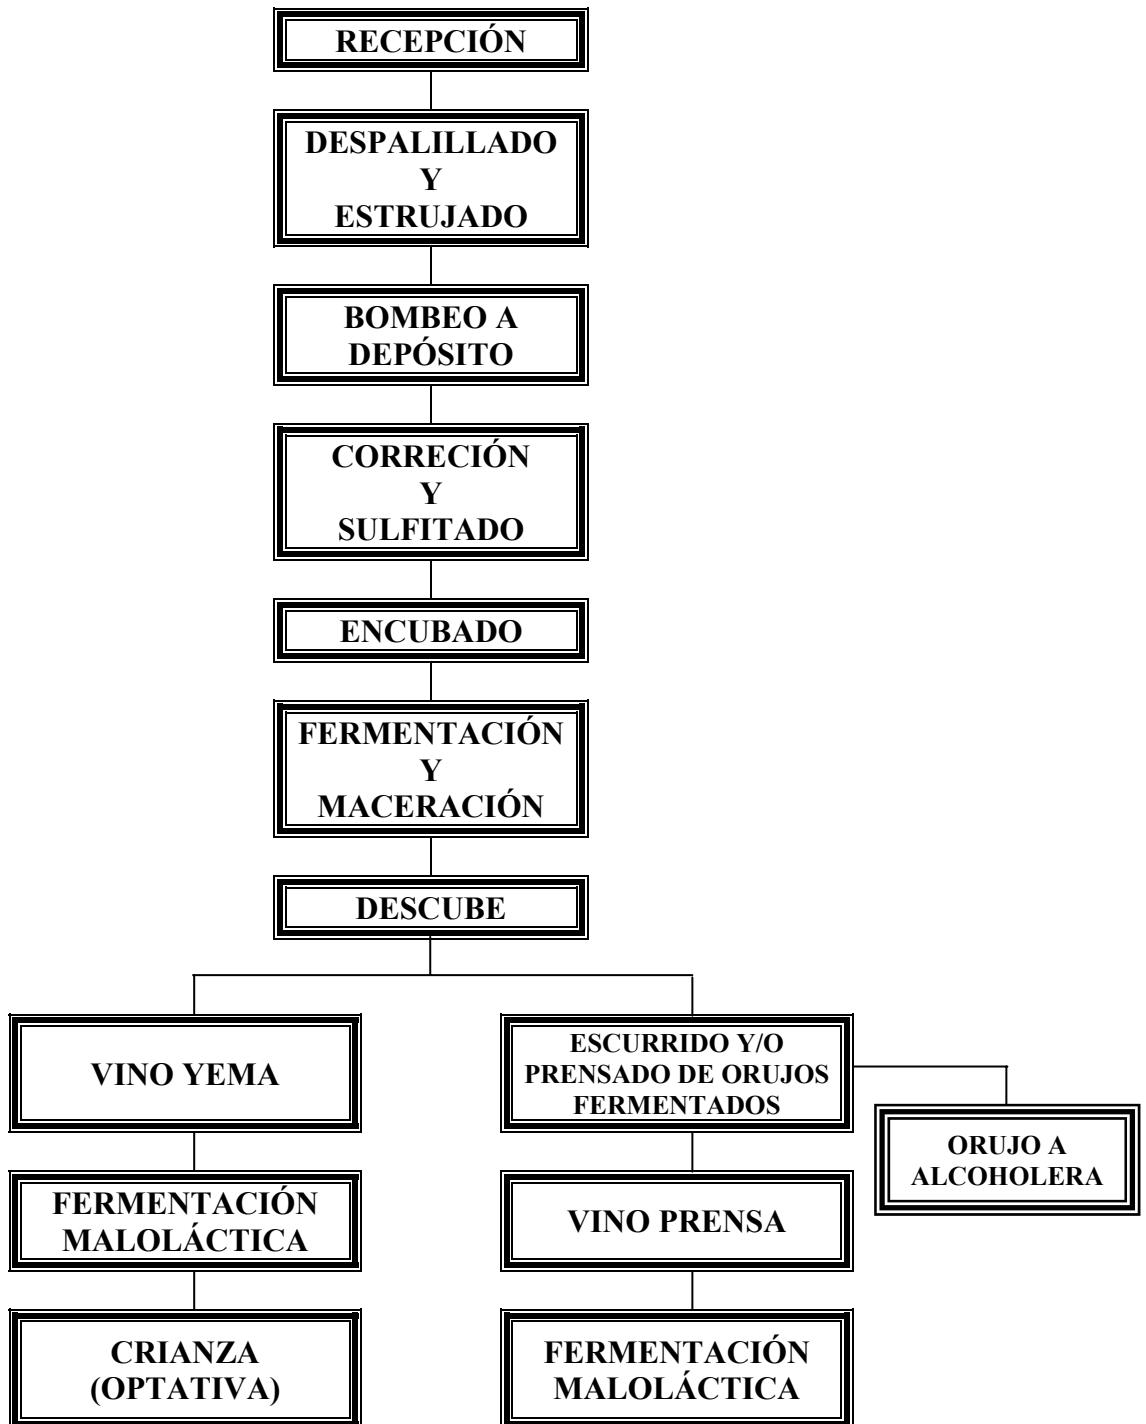 RECEPCIÓN
DESPALILLADO
Y
ESTRUJADO
BOMBEO A
DEPÓSITO
CORRECIÓN
Y
SULFITADO
ENCUBADO
FERMENTACIÓN
Y
MACERACIÓN
DESCUBE
VINO YEMA
ESCURRIDO Y/O
PRENSADO DE ORUJOS
FERMENTADOS
ORUJO A
ALCOHOLERA
FERMENTACIÓN
MALOLÁCTICA
VINO PRENSA
CRIANZA
(OPTATIVA)
FERMENTACIÓN
MALOLÁCTICA